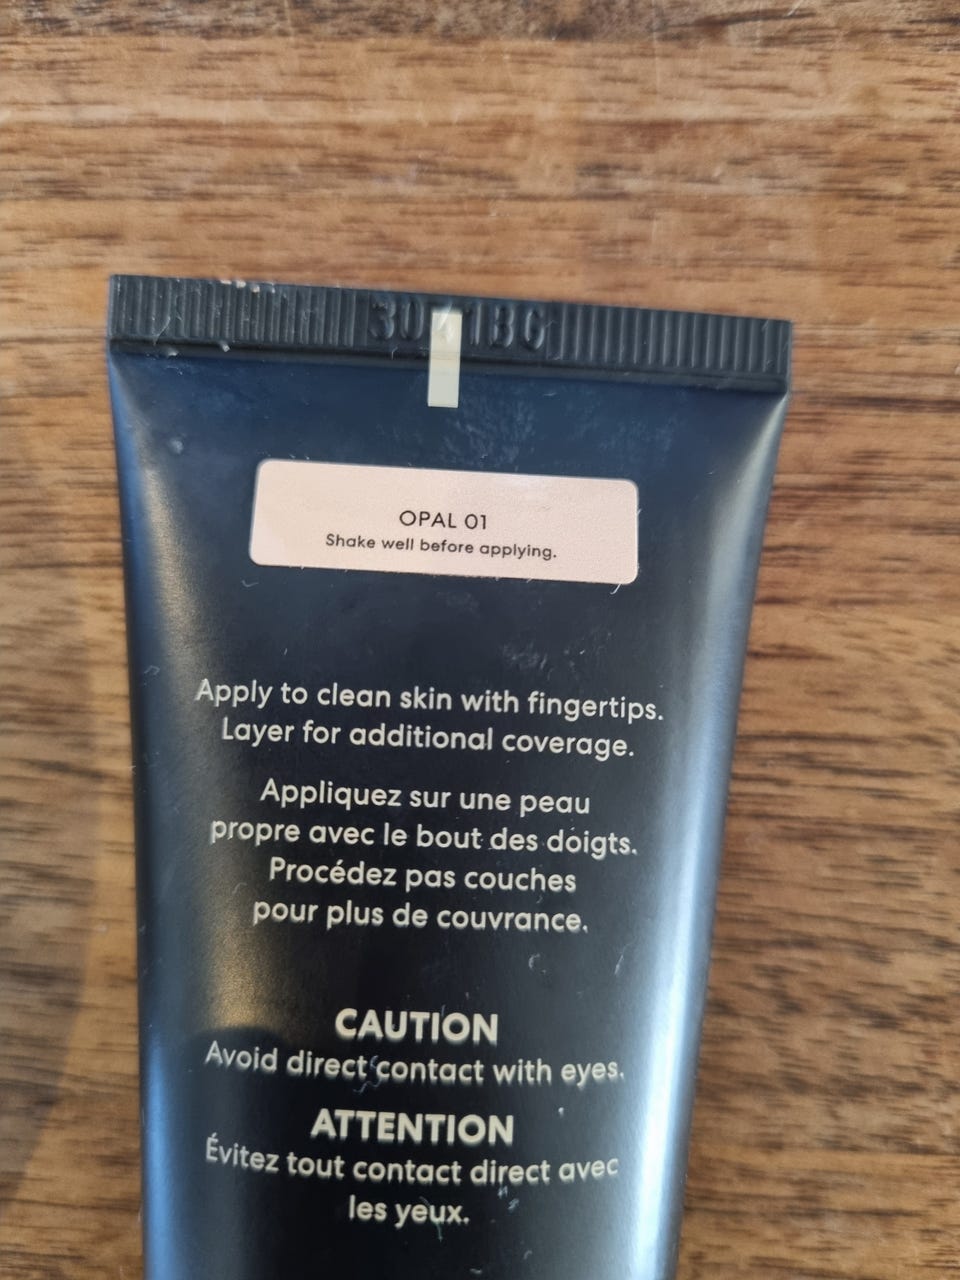 OPAL 01
Shake well before applying.
Apply to clean skin with fingertips.
Layer for additional coverage.
Appliquez sur une peau
propre avec le bout des doigts.
Procédez pas couches
pour plus de couvrance.
CAUTION
Avoid direct contact with eyes.
ATTENTION
Évitez tout contact direct avec
les yeux.